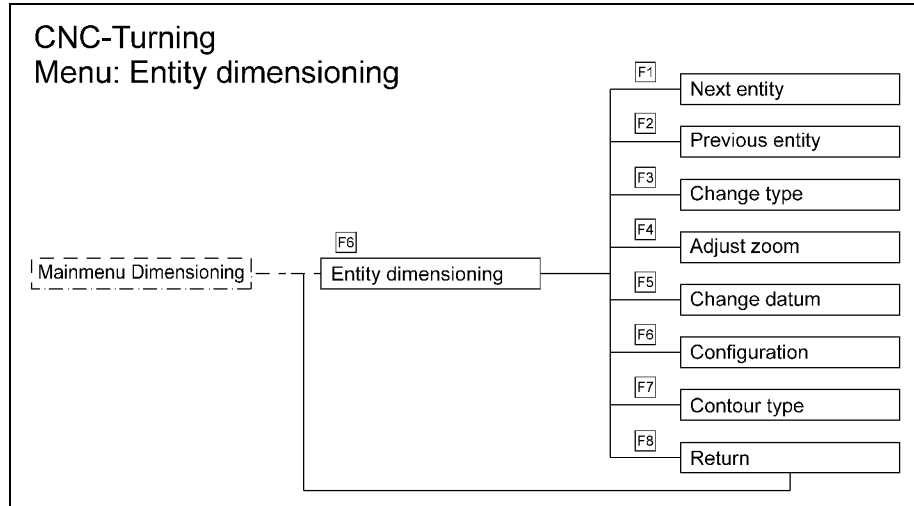 CNC-Turning
Menu: Entity dimensioning
F1
Next entity
F2
Previous entity
F3
Change type
F4
Adjust zoom
F6
Mainmenu Dimensioning
Entity dimensioning
F5
Change datum
F6
Configuration
F7
Contour type
F8
Return